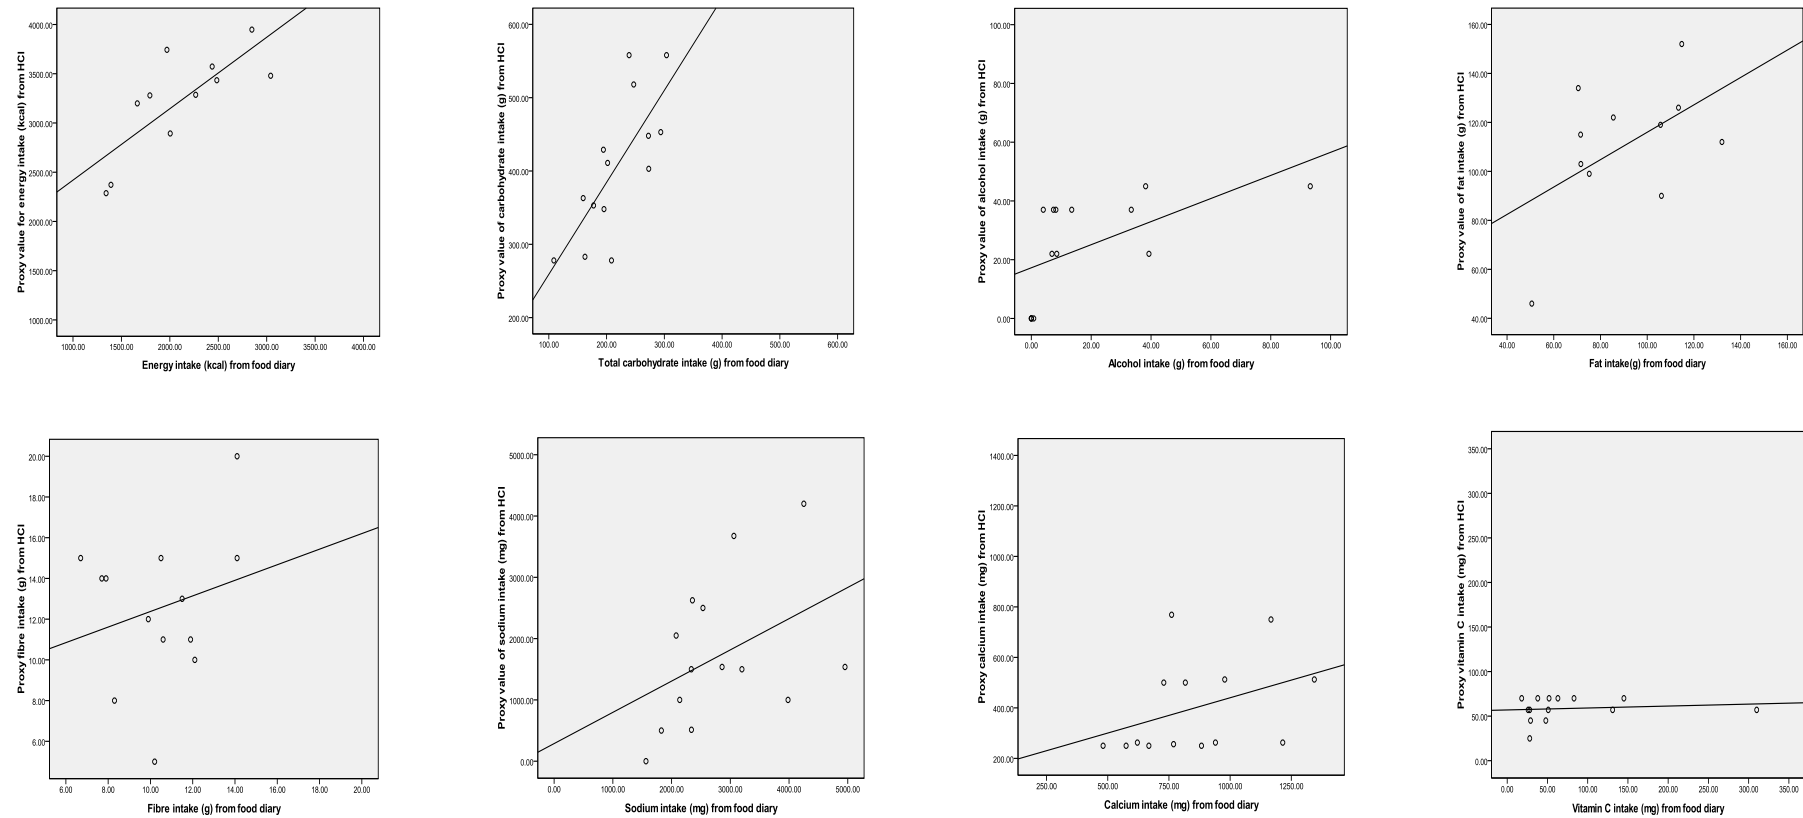 Proxy value for energy intake (kcal) from HCI
4000.00
3500.00
3000.00
2500.00
2000.00
1500.00
1000.00
1000.00 1500.00 2000.00 2500.00 3000.00 3500.00 4000.00
Energy intake (kcal) from food diary
Proxy value of carbohydrate intake (g) from HCI
600.00
500.00
400.00
300.00
200.00
100.00 200.00 300.00 400.00 500.00 600.00
Total carbohydrate intake (g) from food diary
Proxy value of alcohol intake (g) from HCI
100.00
80.00
60.00
40.00
20.00
0.00
0.00 20.00 40.00 60.00 80.00 100.00
Alcohol intake (g) from food diary
Proxy value of fat intake (g) from HCI
160.00
140.00
120.00
100.00
80.00
60.00
40.00
40.00 60.00 80.00 100.00 120.00 140.00 160.00
Fat intake(g) from food diary
Proxy fibre intake (g) from HCI
20.00
18.00
16.00
14.00
12.00
10.00
8.00
6.00
6.00 8.00 10.00 12.00 14.00 16.00 18.00 20.00
Fibre intake (g) from food diary
Proxy value of sodium intake (mg) from HCI
5000.00
4000.00
3000.00
2000.00
1000.00
0.00
0.00 1000.00 2000.00 3000.00 4000.00 5000.00
Sodium intake (mg) from food diary
Proxy calcium intake (mg) from HCI
1400.00
1200.00
1000.00
800.00
600.00
400.00
200.00
250.00 500.00 750.00 1000.00 1250.00
Calcium intake (mg) from food diary
Proxy vitamin C intake (mg) from HCI
350.00
300.00
250.00
200.00
150.00
100.00
50.00
0.00
0.00 50.00 100.00 150.00 200.00 250.00 300.00 350.00
Vitamin C intake (mg) from food diary